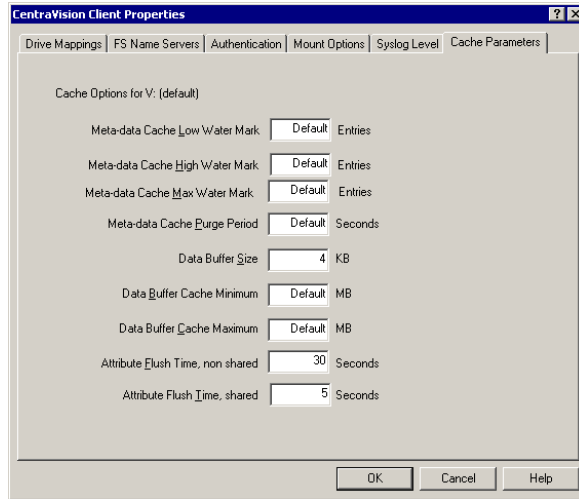 CentraVision Client Properties
Drive Mappings FS Name Servers Authentication Mount Options Syslog Level Cache Parameters
Cache Options for V: (default)
Meta-data Cache Low Water Mark Default Entries
Meta-data Cache High Water Mark Default Entries
Meta-data Cache Max Water Mark Default Entries
Meta-data Cache Purge Period Default Seconds
Data Buffer Size 4 KB
Data Buffer Cache Minimum Default MB
Data Buffer Cache Maximum Default MB
Attribute Flush Time, non shared 30 Seconds
Attribute Flush Time, shared 5 Seconds
OK Cancel Help